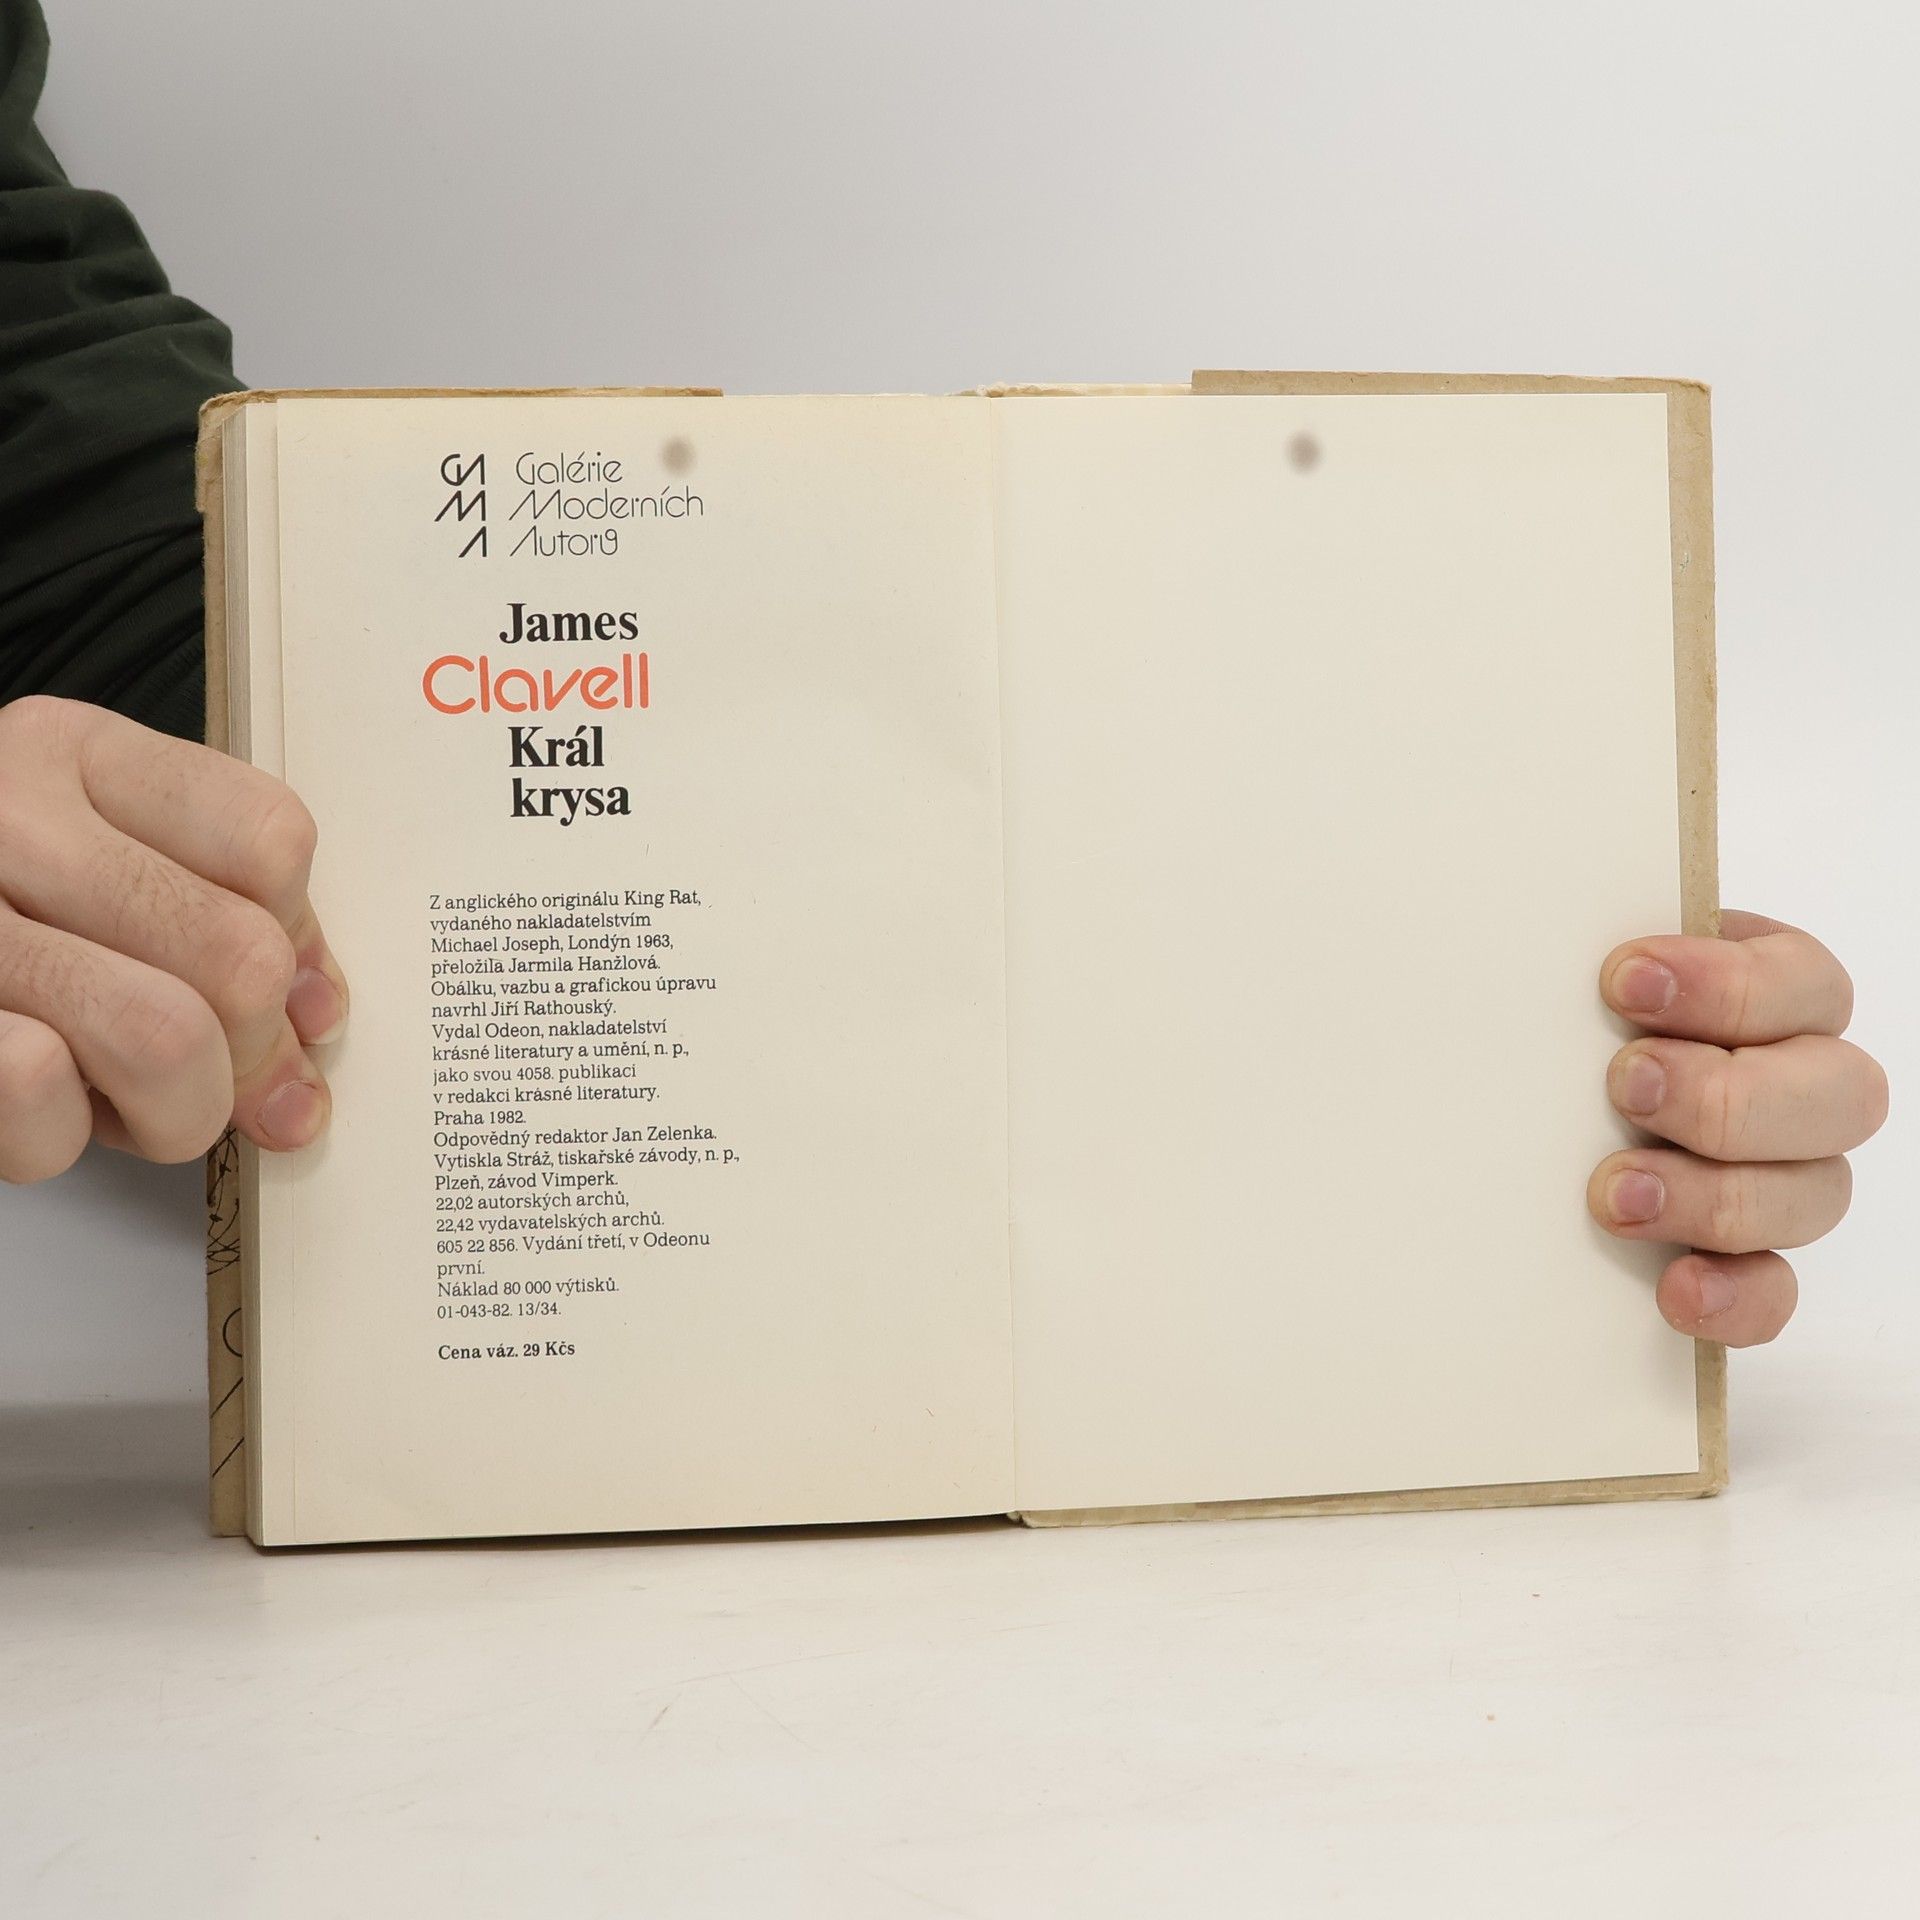 GMA Galérie
Moderních
Autorů
James
Clavell
Král
krysa
Z anglického originálu King Rat,
vydaného nakladatelstvím
Michael Joseph, Londýn 1963,
přeložila Jarmila Hanžlová.
Obálku, vazbu a grafickou úpravu
navrhl Jiří Rathouský.
Vydal Odeon, nakladatelství
krásné literatury a umění, n. p.,
jako svou 4058. publikaci
v redakci krásné literatury.
Praha 1982.
Odpovědný redaktor Jan Zelenka.
Vytiskla Stráž, tiskařské závody, n. p.,
Plzeň, závod Vimperk.
22,02 autorských archů,
22,42 vydavatelských archů.
605 22 856. Vydání třetí, v Odeonu
první.
Náklad 80 000 výtisků.
01-043-82. 13/34.
Cena váz. 29 Kčs